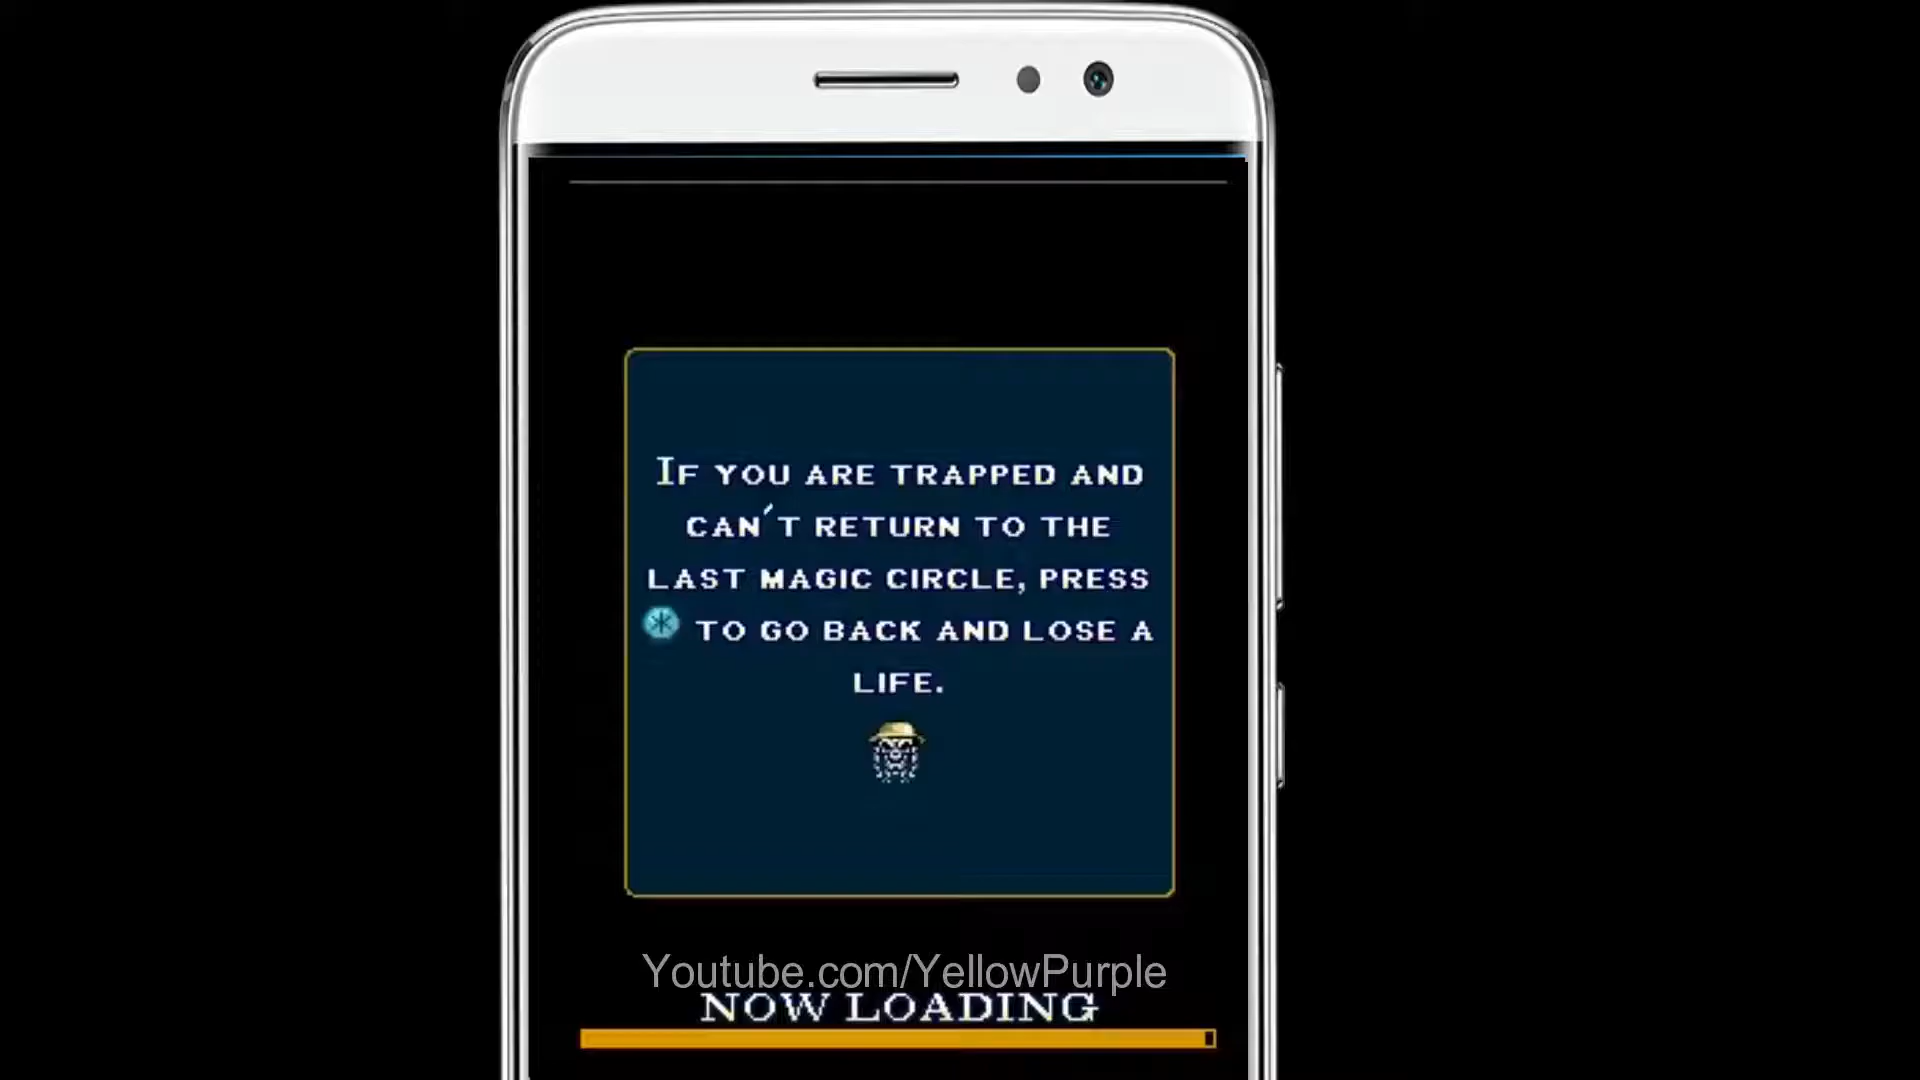 If you are trapped and
can't return to the
last magic circle, press
* to go back and lose a
life.
Youtube.com/YellowPurple
NOW LOADING